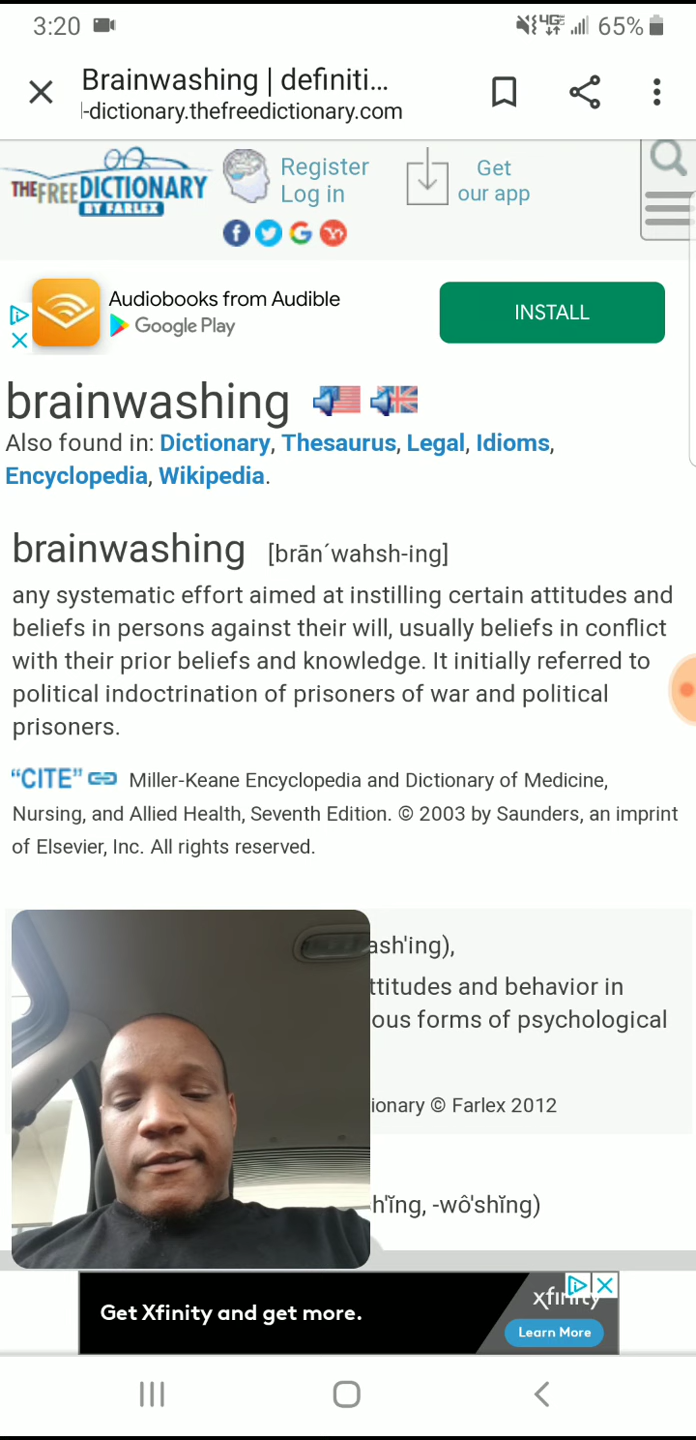 3:20
4G
65%
Brainwashing | definiti...
-dictionary.thefreedictionary.com
THE FREE DICTIONARY
BY FARLEX
Register
Log in
Get
our app
Audiobooks from Audible
Google Play
INSTALL
brainwashing
Also found in: Dictionary, Thesaurus, Legal, Idioms,
Encyclopedia, Wikipedia.
brainwashing [brān´wahsh-ing]
any systematic effort aimed at instilling certain attitudes and
beliefs in persons against their will, usually beliefs in conflict
with their prior beliefs and knowledge. It initially referred to
political indoctrination of prisoners of war and political
prisoners.
“CITE” Miller-Keane Encyclopedia and Dictionary of Medicine,
Nursing, and Allied Health, Seventh Edition. © 2003 by Saunders, an imprint
of Elsevier, Inc. All rights reserved.
ash'ing),
ttitudes and behavior in
ous forms of psychological
ionary © Farlex 2012
h'ĭng, -wô'shĭng)
Get Xfinity and get more.
xfinity
Learn More